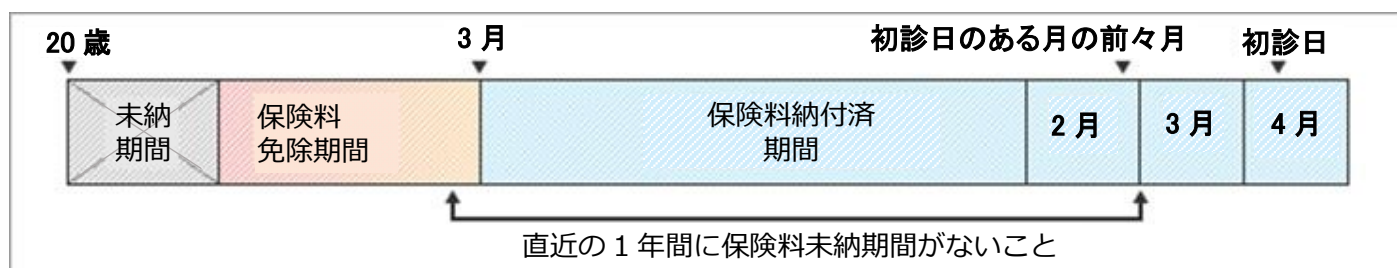 20 歳
3 月
初診日のある月の前々月
初診日
未納
期間
保険料
免除期間
保険料納付済
期間
2 月
3 月
4 月
直近の 1 年間に保険料未納期間がないこと